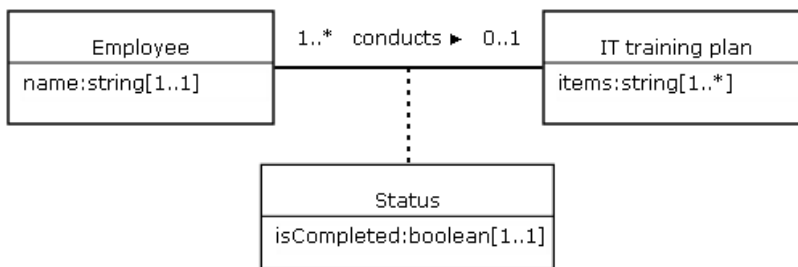 Employee
name:string[1..1]
1..* conducts ► 0..1
IT training plan
items:string[1..*]
Status
isCompleted:boolean[1..1]